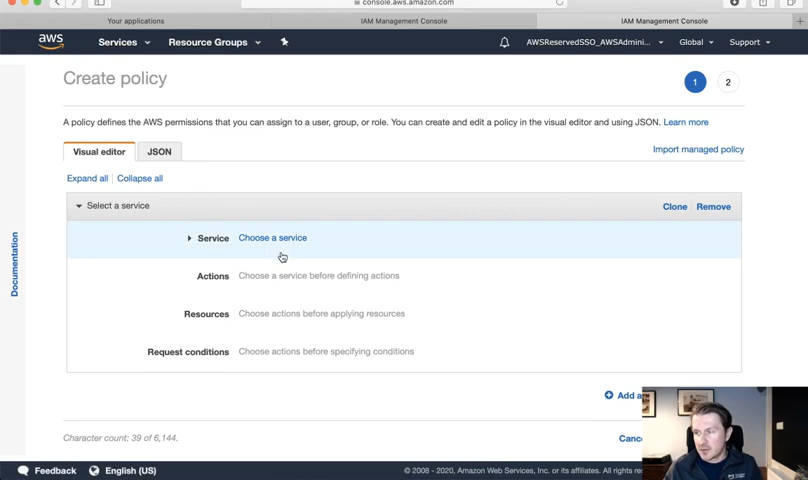 console.aws.amazon.com
Your applications
IAM Management Console
IAM Management Console
aws
Services
Resource Groups
AWSReservedSSO_AWSAdmini...
Global
Support
Create policy
1
2
A policy defines the AWS permissions that you can assign to a user, group, or role. You can create and edit a policy in the visual editor and using JSON. Learn more
Visual editor
JSON
Import managed policy
Expand all
Collapse all
Select a service
Clone
Remove
Service
Choose a service
Documentation
Actions
Choose a service before defining actions
Resources
Choose actions before applying resources
Request conditions
Choose actions before specifying conditions
Add a
Character count: 39 of 6,144.
Cance
Feedback
English (US)
© 2008 - 2020, Amazon Web Services, Inc. or its affiliates. All rights rese